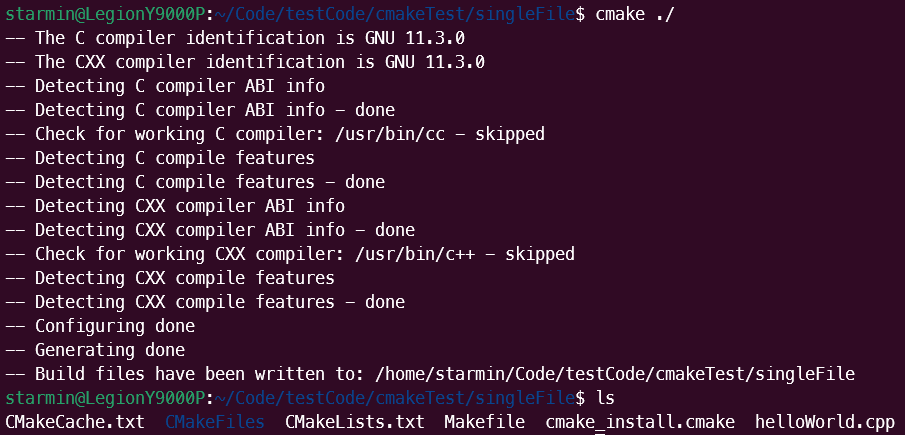 starmin@LegionY9000P:~/Code/testCode/cmakeTest/singleFile$ cmake ./
-- The C compiler identification is GNU 11.3.0
-- The CXX compiler identification is GNU 11.3.0
-- Detecting C compiler ABI info
-- Detecting C compiler ABI info - done
-- Check for working C compiler: /usr/bin/cc - skipped
-- Detecting C compile features
-- Detecting C compile features - done
-- Detecting CXX compiler ABI info
-- Detecting CXX compiler ABI info - done
-- Check for working CXX compiler: /usr/bin/c++ - skipped
-- Detecting CXX compile features
-- Detecting CXX compile features - done
-- Configuring done
-- Generating done
-- Build files have been written to: /home/starmin/Code/testCode/cmakeTest/singleFile
starmin@LegionY9000P:~/Code/testCode/cmakeTest/singleFile$ ls
CMakeCache.txt  CMakeFiles  CMakeLists.txt  Makefile  cmake_install.cmake  helloWorld.cpp